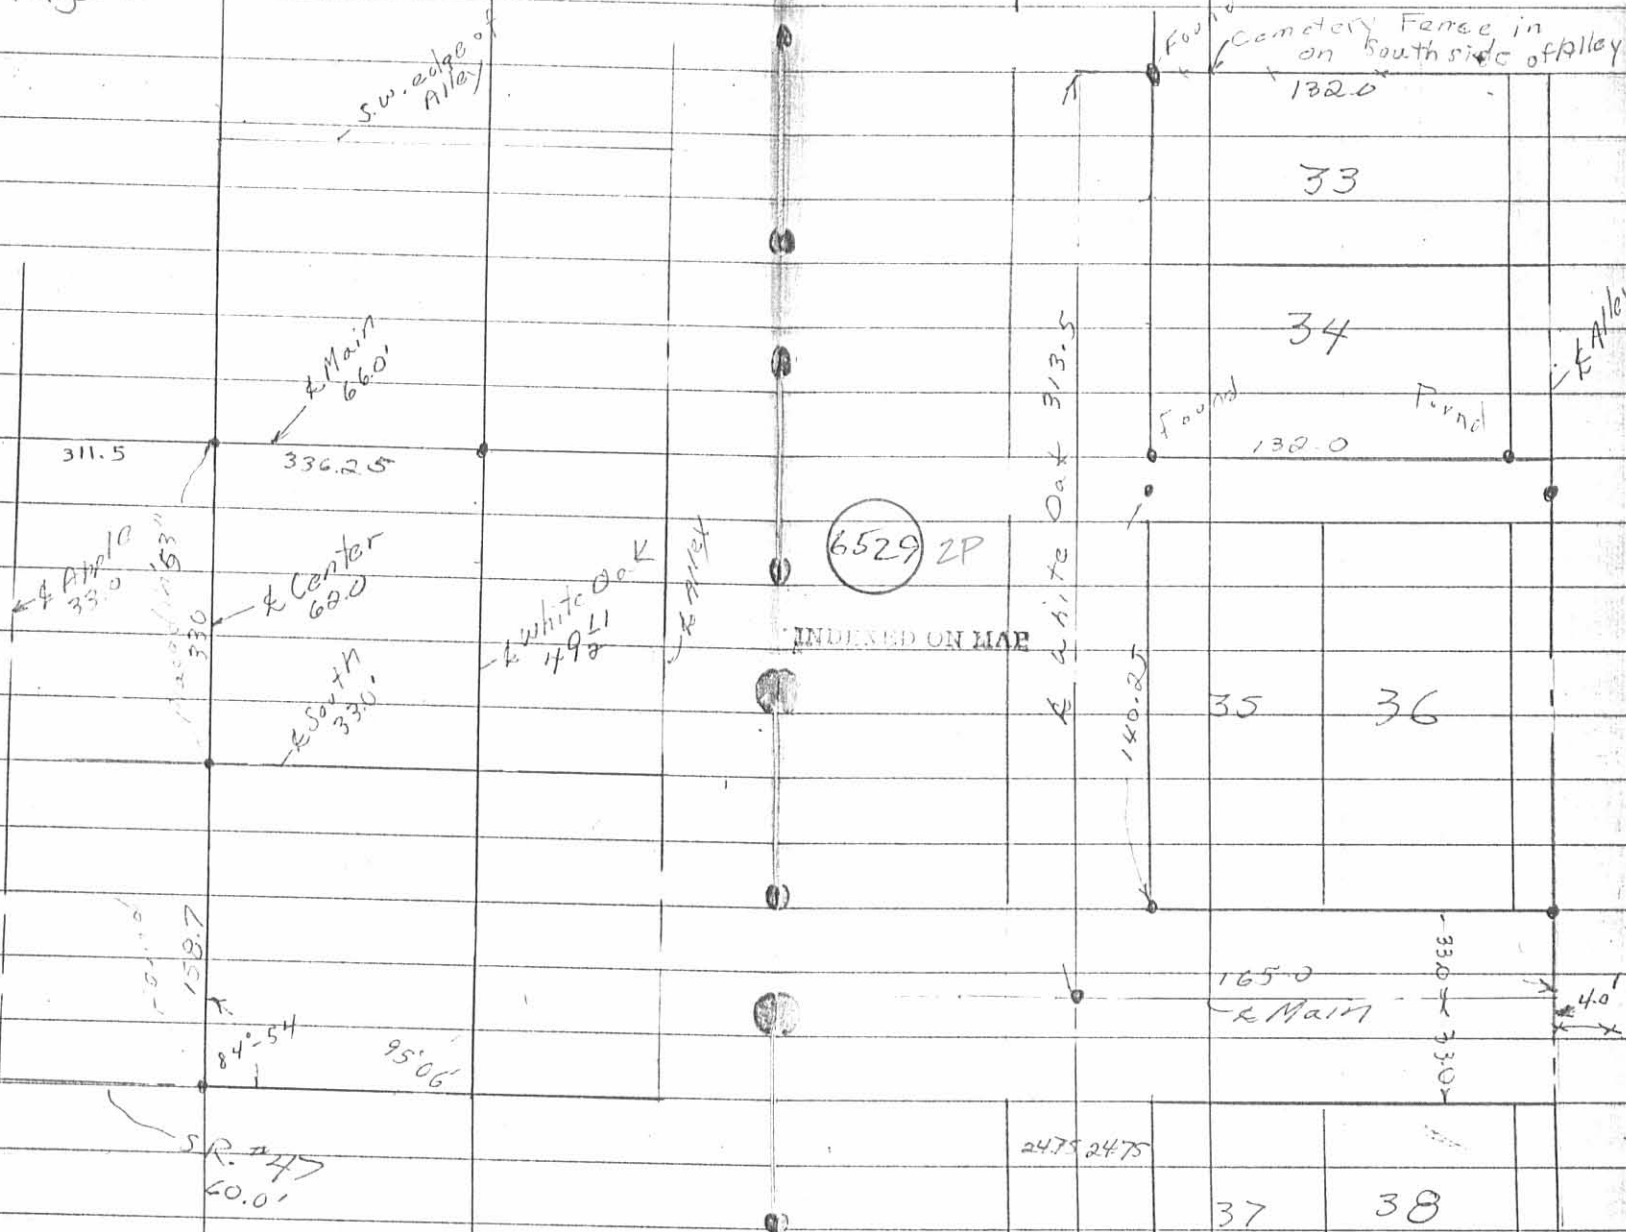 S.W. edge of
Alley
℄ Main
66.0'
311.5
336.25
℄ Apple
33.0
53"
330
℄ Center
62.0
℄ South
33.0'
℄ White Oak
49 1/2
℄ Alley
158.7
84°-54
95°06'
S.R. #47
60.0'
6529 2P
INDEXED ON MAP
Found
Cemetery Fence in
on South side of Alley
132.0
33
34
℄ White Oak 313.5
Found
Found
132.0
℄ Alley
140.25
35
36
165.0
℄ Main
33.0
33.0
4.0'
24.75 24.75
37
38